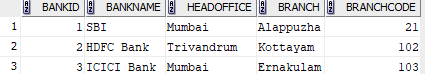 BANKID BANKNAME HEADOFFICE BRANCH BRANCHCODE
1 1 SBI Mumbai Alappuzha 21
2 2 HDFC Bank Trivandrum Kottayam 102
3 3 ICICI Bank Mumbai Ernakulam 103